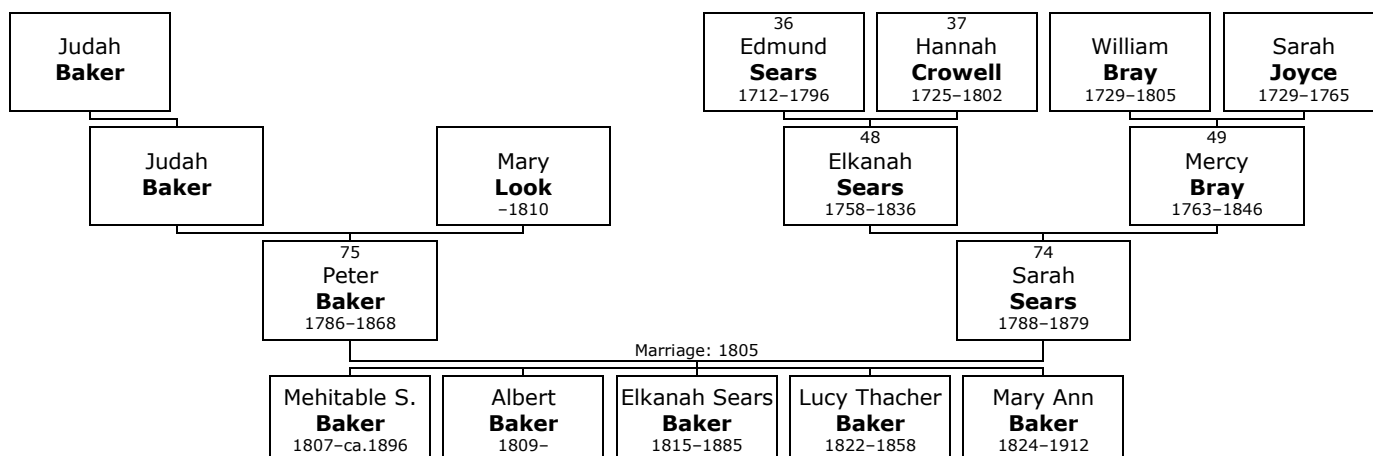 Judah
Baker
36
Edmund
Sears
1712–1796
37
Hannah
Crowell
1725–1802
William
Bray
1729–1805
Sarah
Joyce
1729–1765
Judah
Baker
Mary
Look
–1810
48
Elkanah
Sears
1758–1836
49
Mercy
Bray
1763–1846
75
Peter
Baker
1786–1868
74
Sarah
Sears
1788–1879
Marriage: 1805
Mehitable S.
Baker
1807–ca.1896
Albert
Baker
1809–
Elkanah Sears
Baker
1815–1885
Lucy Thacher
Baker
1822–1858
Mary Ann
Baker
1824–1912